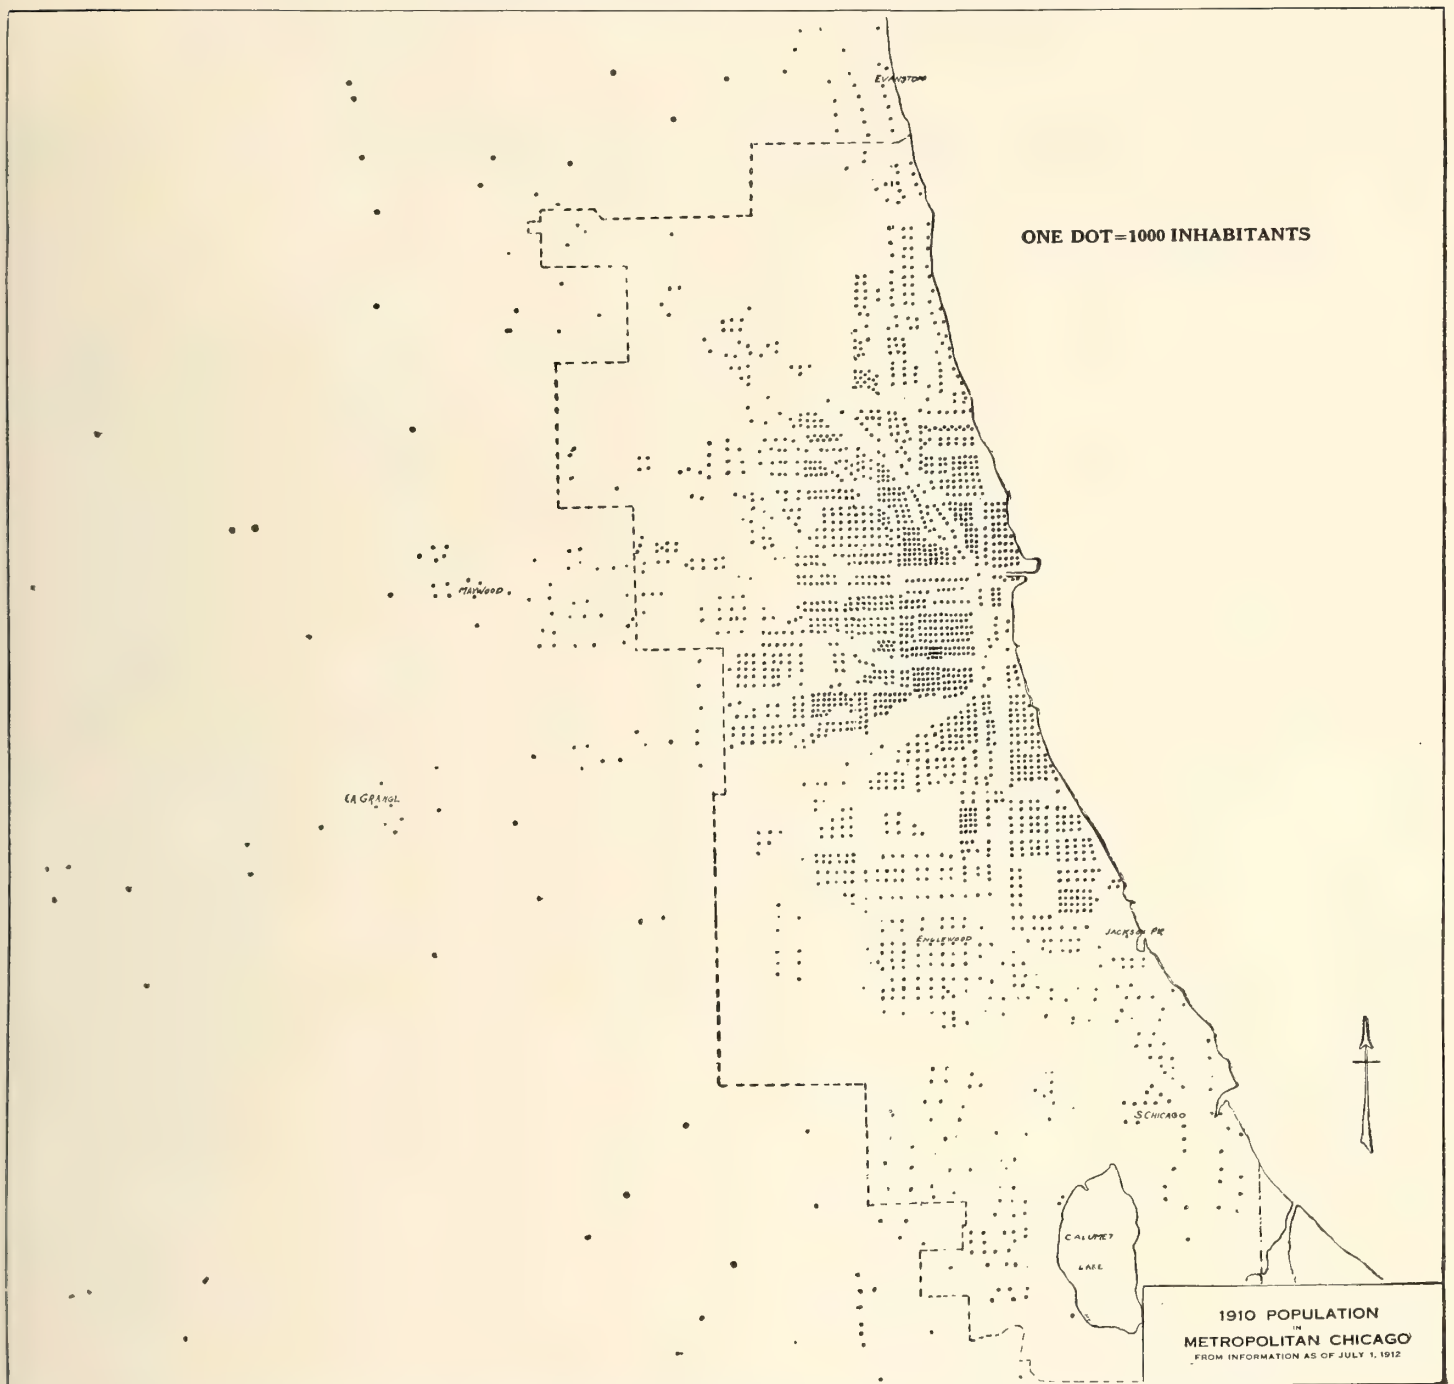 EVANSTON
ONE DOT=1000 INHABITANTS
MAYWOOD
LA GRANGE
ENGLEWOOD
JACKSON PK
S.CHICAGO
CALUMET
LAKE
1910 POPULATION
IN
METROPOLITAN CHICAGO
FROM INFORMATION AS OF JULY 1, 1912